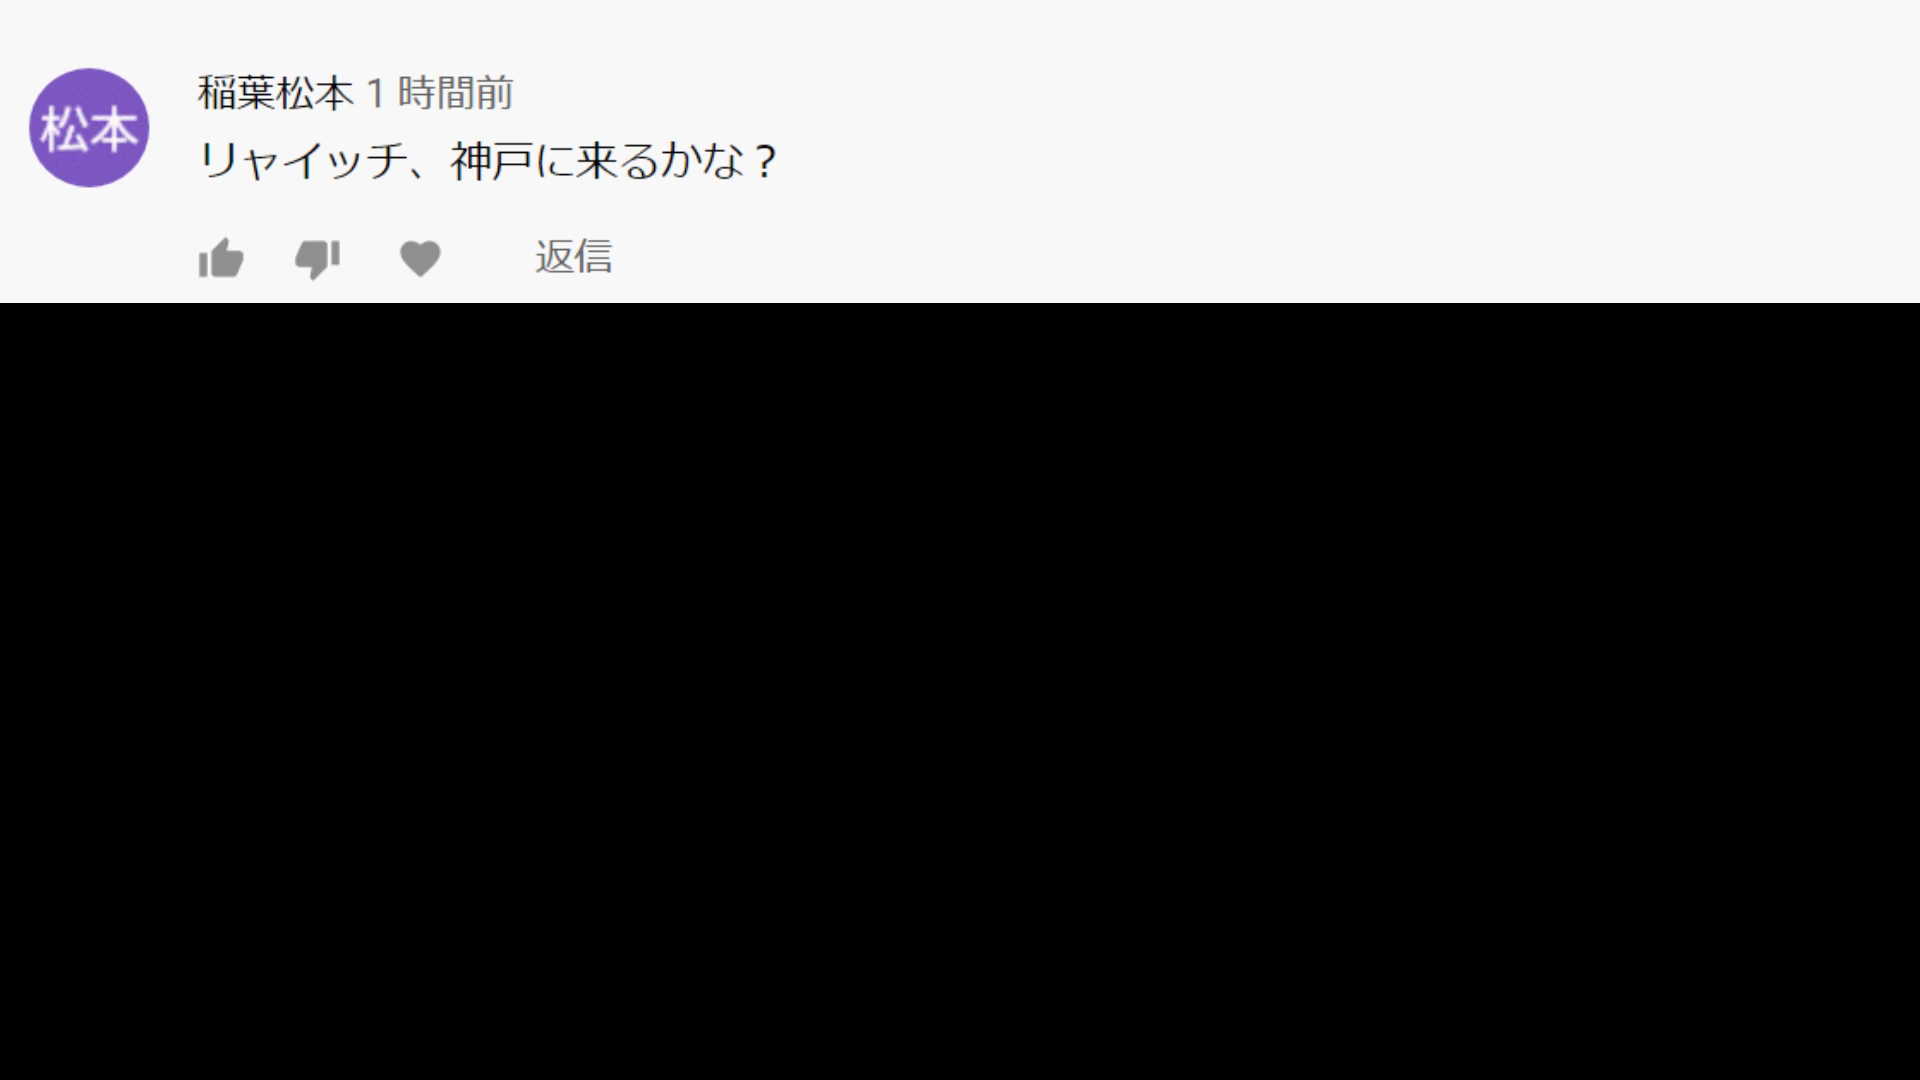 松本
稲葉松本 1 時間前
リャイッチ、神戸に来るかな？
返信